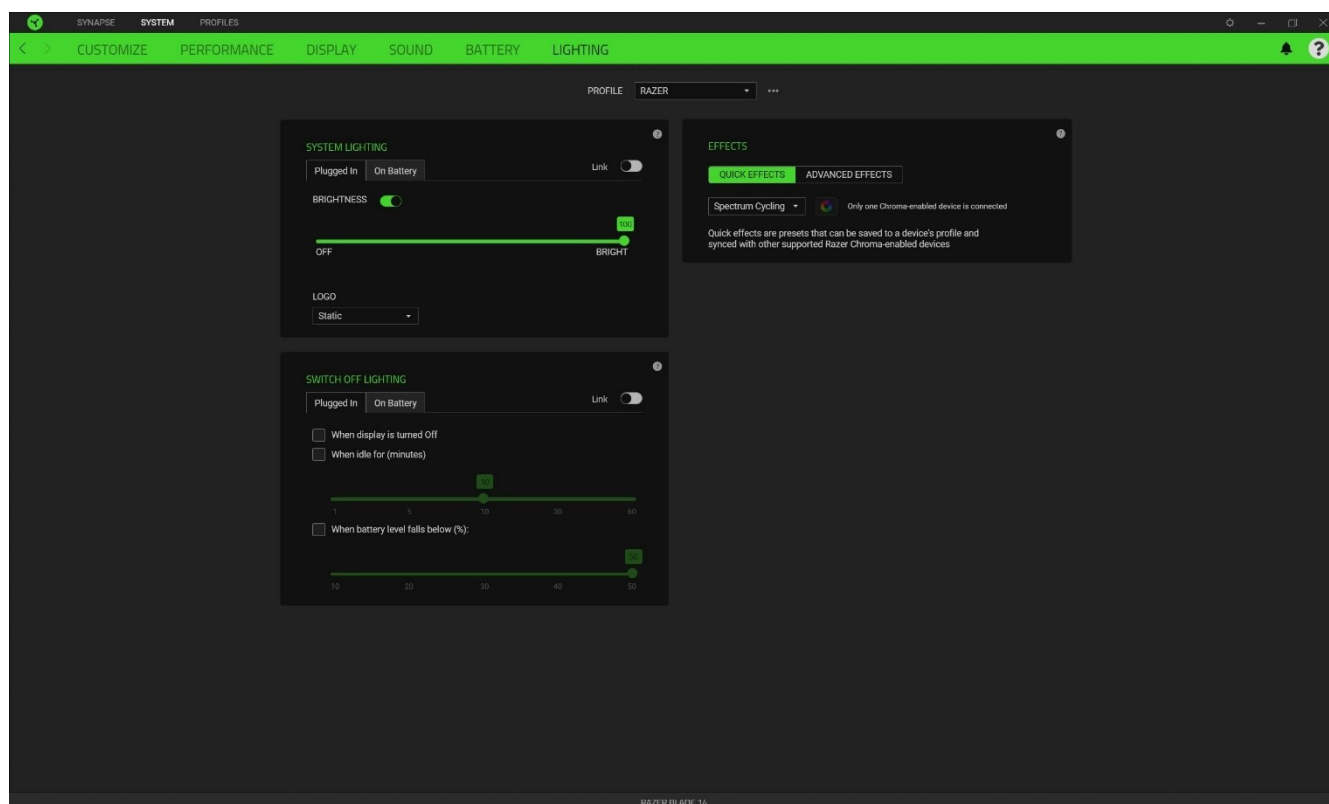 SYNAPSE SYSTEM PROFILES
CUSTOMIZE PERFORMANCE DISPLAY SOUND BATTERY LIGHTING
PROFILE RAZER
SYSTEM LIGHTING
Plugged In On Battery Link
BRIGHTNESS
100
OFF BRIGHT
LOGO
Static
EFFECTS
QUICK EFFECTS ADVANCED EFFECTS
Spectrum Cycling Only one Chroma-enabled device is connected
Quick effects are presets that can be saved to a device's profile and
synced with other supported Razer Chroma-enabled devices
SWITCH OFF LIGHTING
Plugged In On Battery Link
When display is turned Off
When idle for (minutes)
10
1 5 10 30 60
When battery level falls below (%):
50
10 20 30 40 50
RAZER BLADE 14